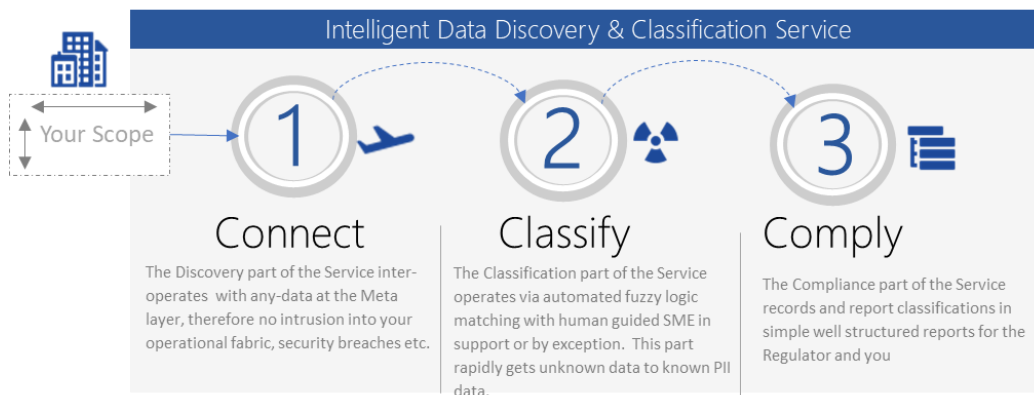 Intelligent Data Discovery & Classification Service
Your Scope
1
2
3
Connect
The Discovery part of the Service inter-
operates with any-data at the Meta
layer, therefore no intrusion into your
operational fabric, security breaches etc.
Classify
The Classification part of the Service
operates via automated fuzzy logic
matching with human guided SME in
support or by exception. This part
rapidly gets unknown data to known PII
data.
Comply
The Compliance part of the Service
records and report classifications in
simple well structured reports for the
Regulator and you